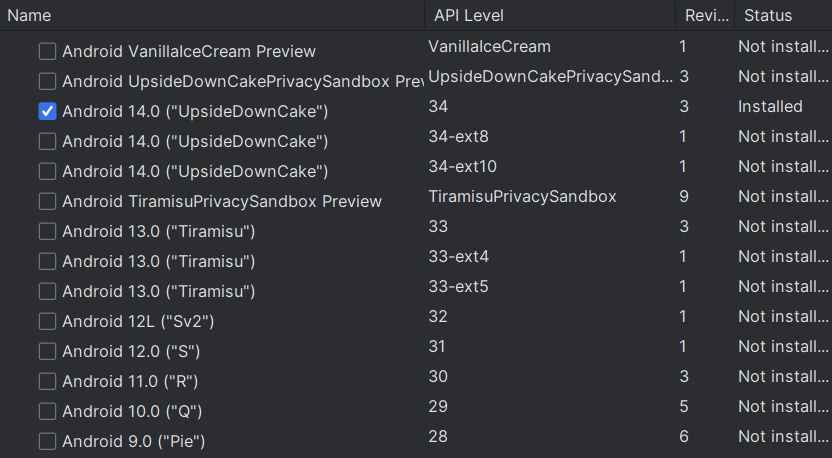 Name API Level Revi... Status
Android VanillaIceCream Preview VanillaIceCream 1 Not install...
Android UpsideDownCakePrivacySandbox Prev UpsideDownCakePrivacySand... 3 Not install...
Android 14.0 ("UpsideDownCake") 34 3 Installed
Android 14.0 ("UpsideDownCake") 34-ext8 1 Not install...
Android 14.0 ("UpsideDownCake") 34-ext10 1 Not install...
Android TiramisuPrivacySandbox Preview TiramisuPrivacySandbox 9 Not install...
Android 13.0 ("Tiramisu") 33 3 Not install...
Android 13.0 ("Tiramisu") 33-ext4 1 Not install...
Android 13.0 ("Tiramisu") 33-ext5 1 Not install...
Android 12L ("Sv2") 32 1 Not install...
Android 12.0 ("S") 31 1 Not install...
Android 11.0 ("R") 30 3 Not install...
Android 10.0 ("Q") 29 5 Not install...
Android 9.0 ("Pie") 28 6 Not install...